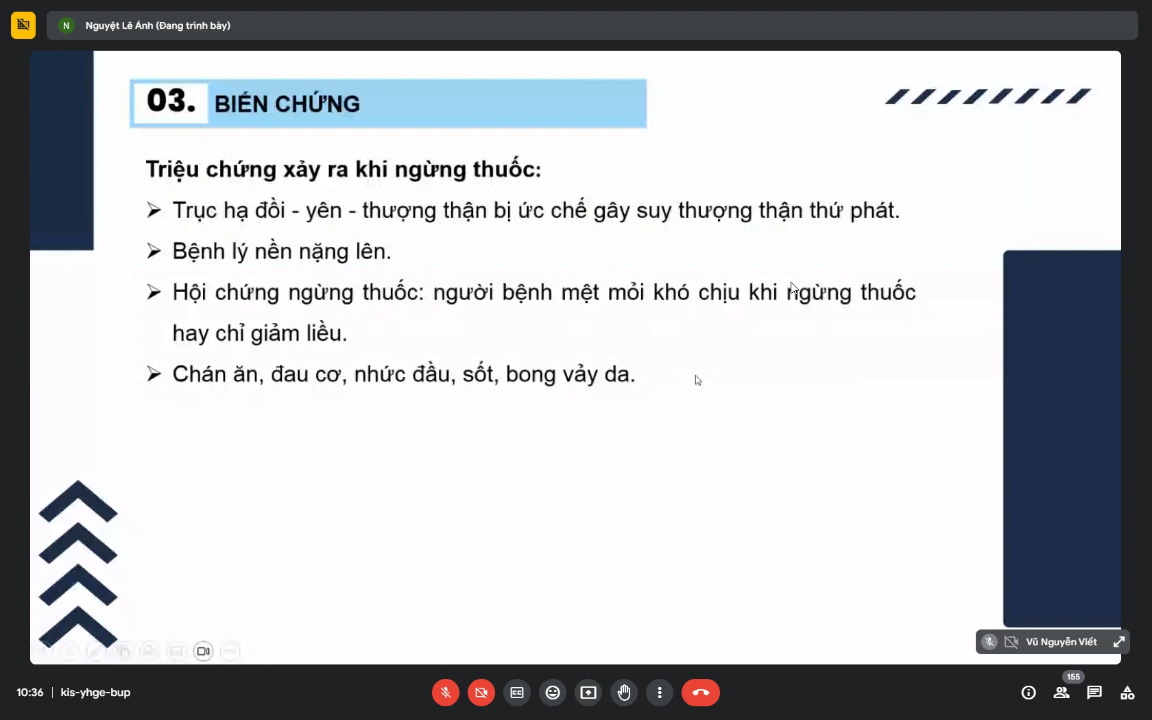 N Nguyệt Lê Ánh (Đang trình bày)
03. BIẾN CHỨNG
Triệu chứng xảy ra khi ngừng thuốc:
➢ Trục hạ đồi - yên - thượng thận bị ức chế gây suy thượng thận thứ phát.
➢ Bệnh lý nền nặng lên.
➢ Hội chứng ngừng thuốc: người bệnh mệt mỏi khó chịu khi ngừng thuốc
hay chỉ giảm liều.
➢ Chán ăn, đau cơ, nhức đầu, sốt, bong vảy da.
Vũ Nguyễn Viết
10:36 | kis-yhge-bup
155